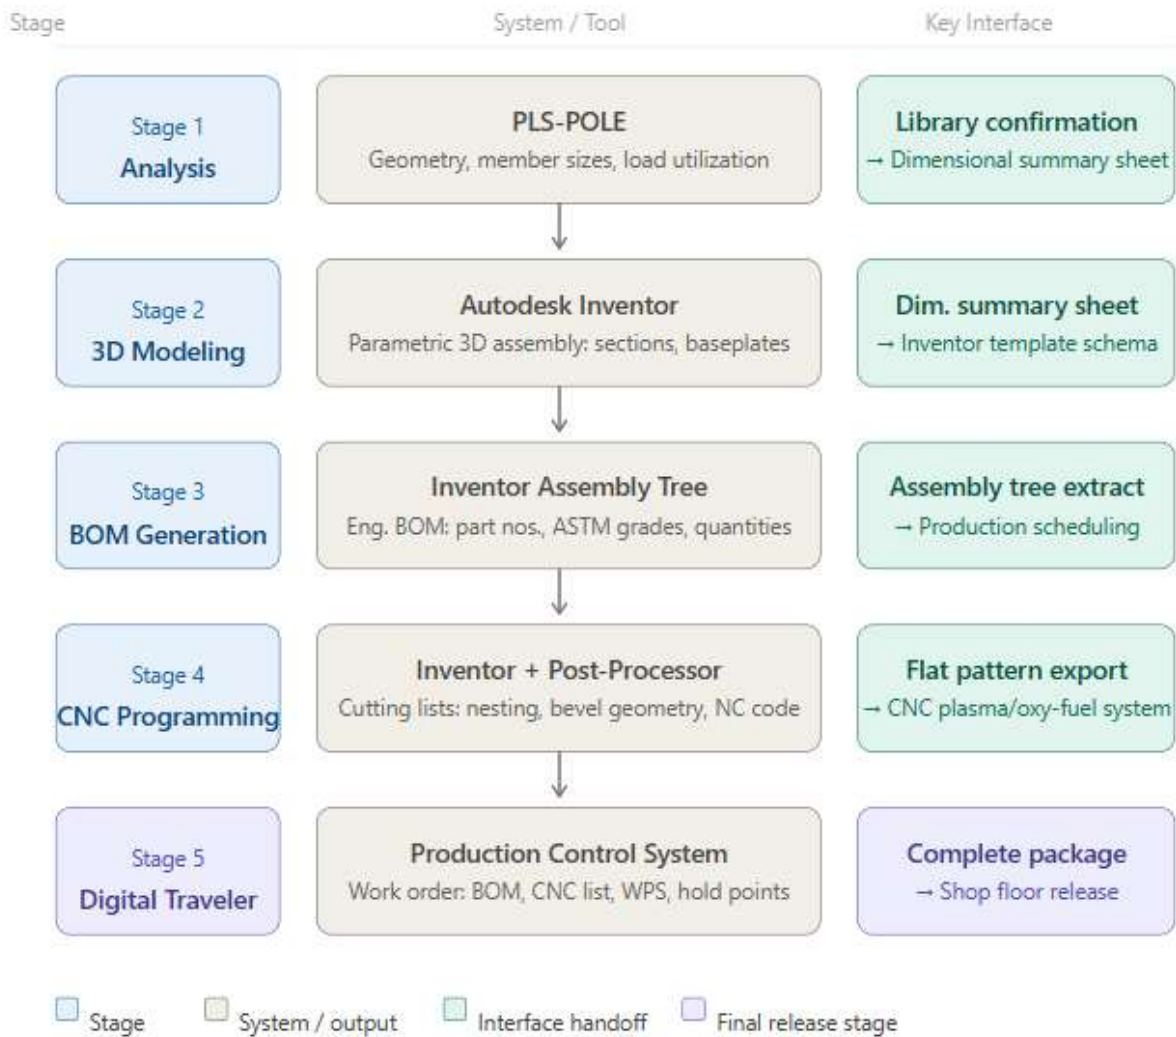 Stage System / Tool Key Interface
Stage 1
Analysis
PLS-POLE
Geometry, member sizes, load utilization
Library confirmation
→ Dimensional summary sheet
Stage 2
3D Modeling
Autodesk Inventor
Parametric 3D assembly: sections, baseplates
Dim. summary sheet
→ Inventor template schema
Stage 3
BOM Generation
Inventor Assembly Tree
Eng. BOM: part nos., ASTM grades, quantities
Assembly tree extract
→ Production scheduling
Stage 4
CNC Programming
Inventor + Post-Processor
Cutting lists: nesting, bevel geometry, NC code
Flat pattern export
→ CNC plasma/oxy-fuel system
Stage 5
Digital Traveler
Production Control System
Work order: BOM, CNC list, WPS, hold points
Complete package
→ Shop floor release
Stage System / output Interface handoff Final release stage